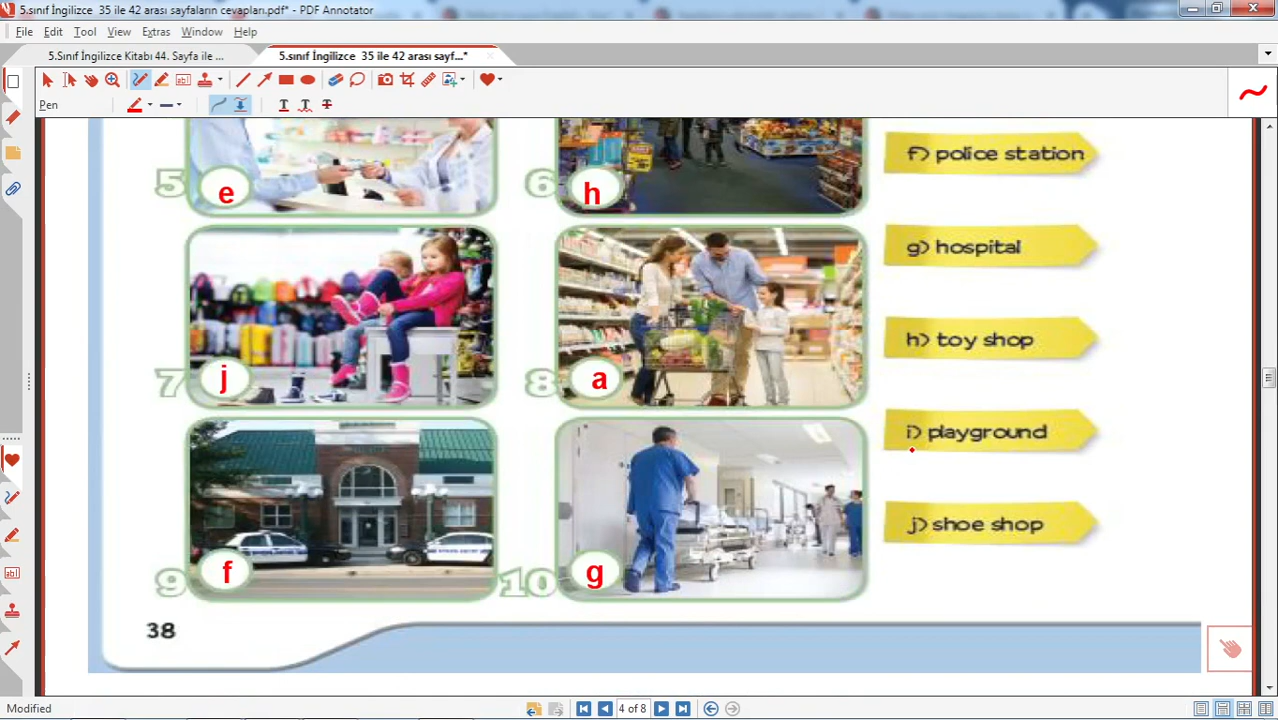 5.sınıf İngilizce 35 ile 42 arası sayfaların cevapları.pdf* - PDF Annotator
File Edit Tool View Extras Window Help
5.Sınıf İngilizce Kitabı 44. Sayfa ile ...
5.sınıf İngilizce 35 ile 42 arası sayf...*
Pen
5 e
6 h
f) police station
g) hospital
7 j
8 a
h) toy shop
i) playground
9 f
10 g
j) shoe shop
38
Modified
4 of 8